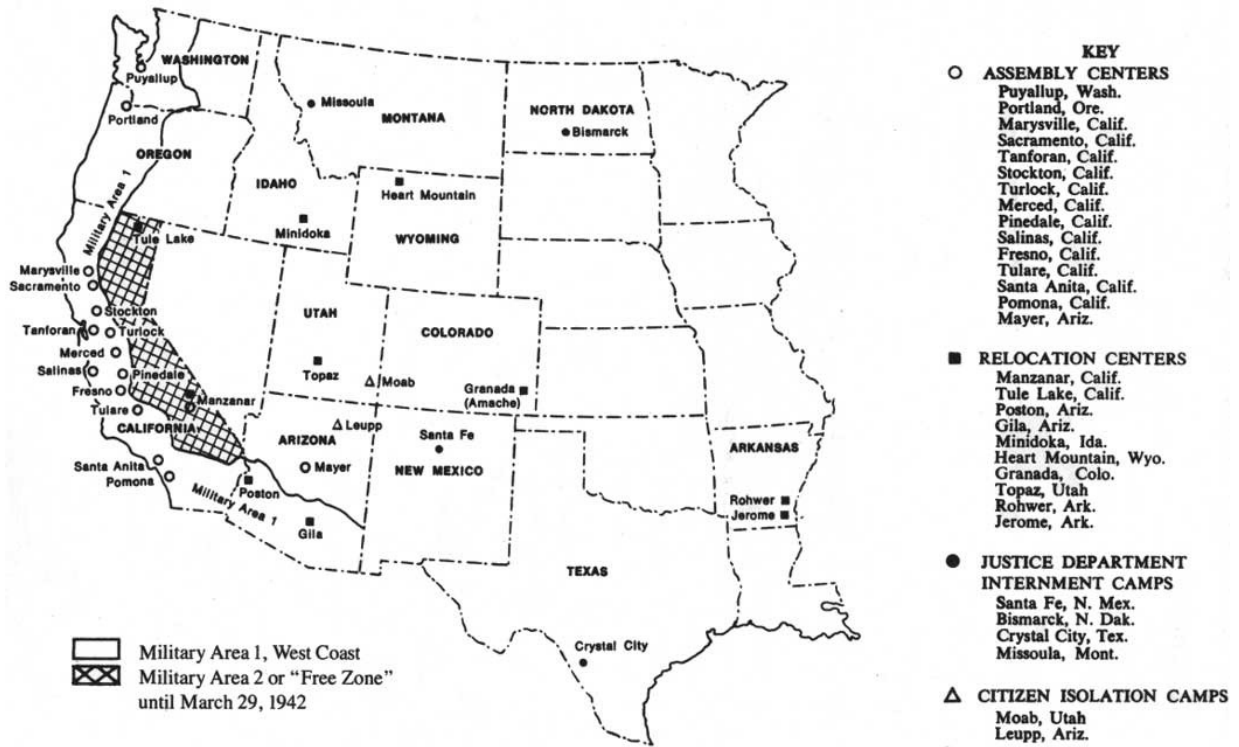 WASHINGTON
Puyallup
Portland
OREGON
Military Area 1
Missoula
MONTANA
NORTH DAKOTA
Bismarck
IDAHO
Heart Mountain
Minidoka
WYOMING
Tule Lake
Marysville
Sacramento
Stockton
Tanforan
Turlock
Merced
Salinas
Pinedale
Fresno
Manzanar
Tulare
CALIFORNIA
UTAH
Topaz
Moab
COLORADO
Granada
(Amache)
Leupp
ARIZONA
Mayer
Santa Fe
NEW MEXICO
ARKANSAS
Rohwer
Jerome
Santa Anita
Pomona
Military Area 1
Poston
Gila
TEXAS
Crystal City
Military Area 1, West Coast
Military Area 2 or "Free Zone"
until March 29, 1942
KEY
ASSEMBLY CENTERS
Puyallup, Wash.
Portland, Ore.
Marysville, Calif.
Sacramento, Calif.
Tanforan, Calif.
Stockton, Calif.
Turlock, Calif.
Merced, Calif.
Pinedale, Calif.
Salinas, Calif.
Fresno, Calif.
Tulare, Calif.
Santa Anita, Calif.
Pomona, Calif.
Mayer, Ariz.
RELOCATION CENTERS
Manzanar, Calif.
Tule Lake, Calif.
Poston, Ariz.
Gila, Ariz.
Minidoka, Ida.
Heart Mountain, Wyo.
Granada, Colo.
Topaz, Utah
Rohwer, Ark.
Jerome, Ark.
JUSTICE DEPARTMENT
INTERNMENT CAMPS
Santa Fe, N. Mex.
Bismarck, N. Dak.
Crystal City, Tex.
Missoula, Mont.
CITIZEN ISOLATION CAMPS
Moab, Utah
Leupp, Ariz.